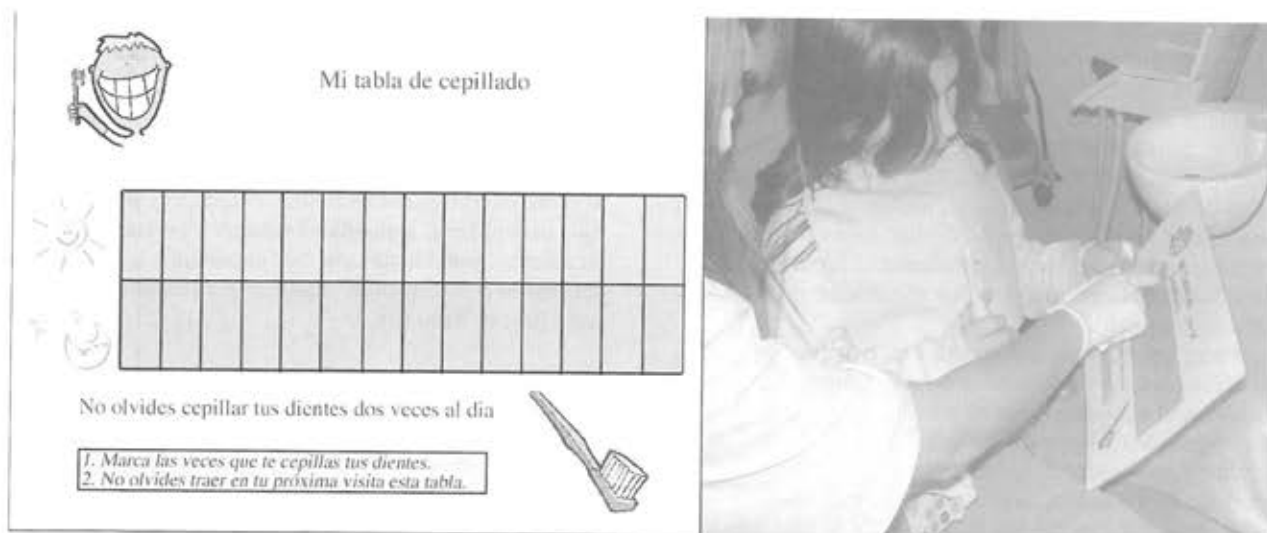 Mi tabla de cepillado
No olvides cepillar tus dientes dos veces al dia
1. Marca las veces que te cepillas tus dientes.
2. No olvides traer en tu próxima visita esta tabla.